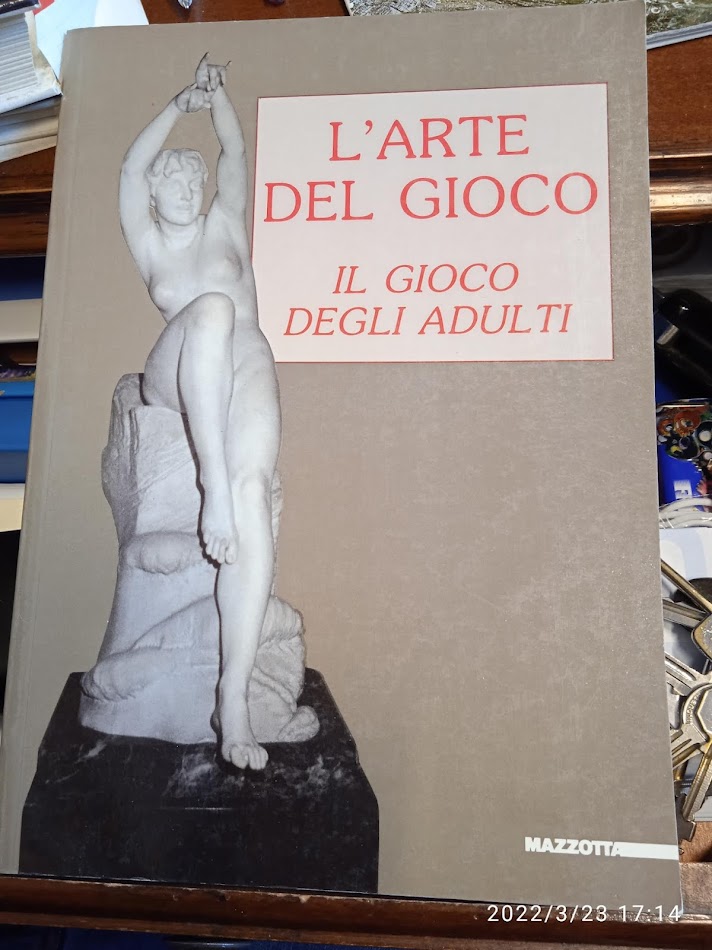 L'ARTE
DEL GIOCO
IL GIOCO
DEGLI ADULTI
MAZZOTTA
2022/3/23 17:14